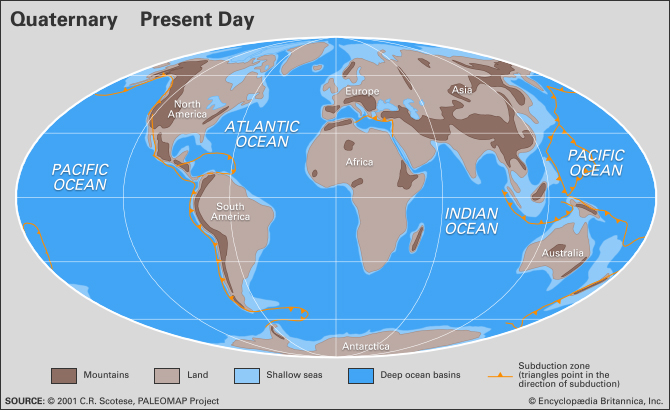 Quaternary Present Day
North
America
Europe
Asia
ATLANTIC
OCEAN
PACIFIC
OCEAN
PACIFIC
OCEAN
Africa
South
America
INDIAN
OCEAN
Australia
Antarctica
Mountains
Land
Shallow seas
Deep ocean basins
Subduction zone
(triangles point in the
direction of subduction)
SOURCE: © 2001 C.R. Scotese, PALEOMAP Project
© Encyclopædia Britannica, Inc.